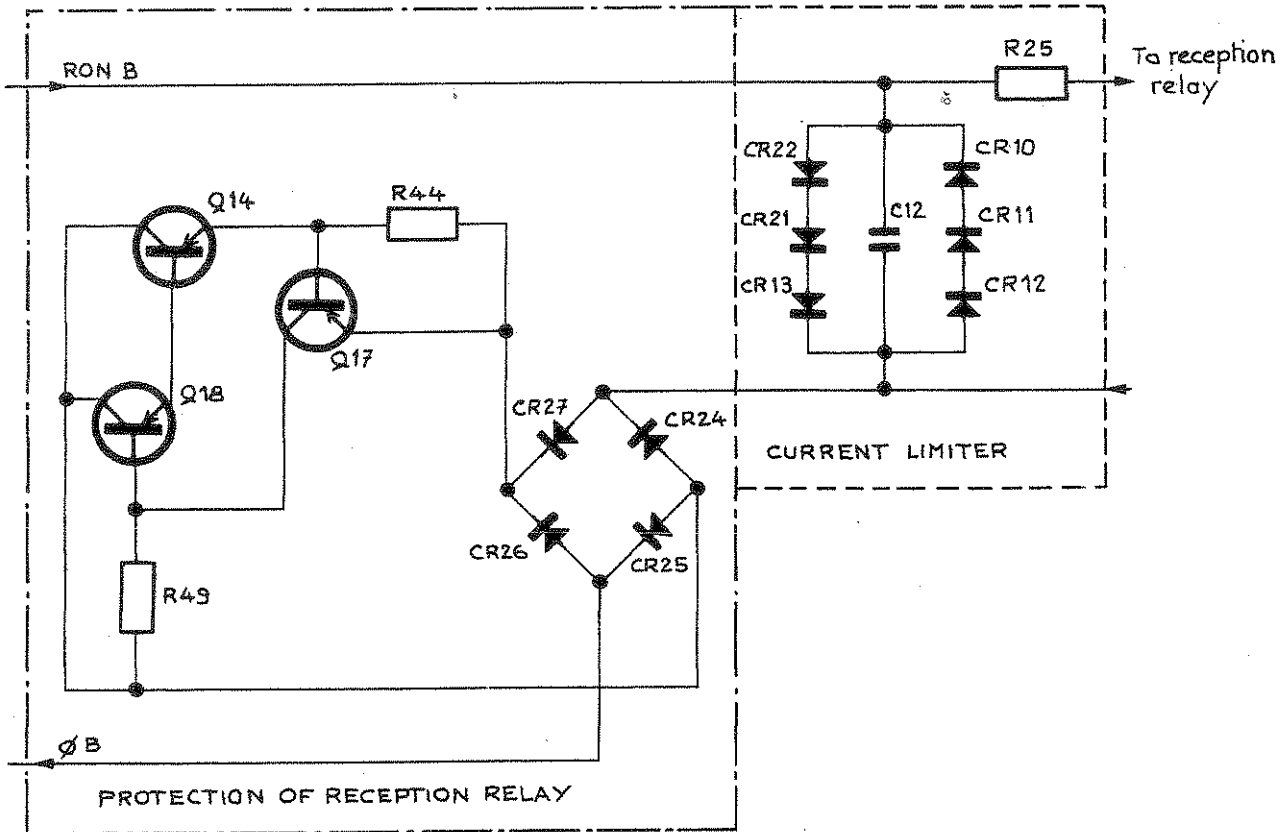 R25
To reception
relay
RON B
CR22
CR10
Q14
R44
C12
CR21
CR11
CR13
CR12
Q17
Q18
CR27
CR24
CURRENT LIMITER
CR26
CR25
R49
ØB
PROTECTION OF RECEPTION RELAY